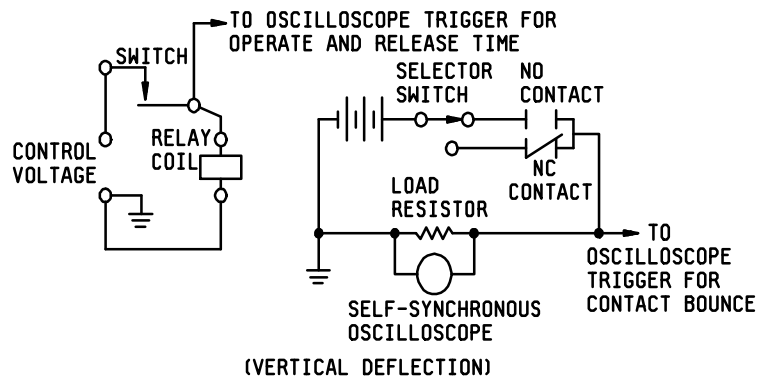 TO OSCILLOSCOPE TRIGGER FOR
OPERATE AND RELEASE TIME
SWITCH
SELECTOR
SWITCH
NO
CONTACT
RELAY
COIL
CONTROL
VOLTAGE
NC
CONTACT
LOAD
RESISTOR
TO
OSCILLOSCOPE
TRIGGER FOR
CONTACT BOUNCE
SELF-SYNCHRONOUS
OSCILLOSCOPE
(VERTICAL DEFLECTION)